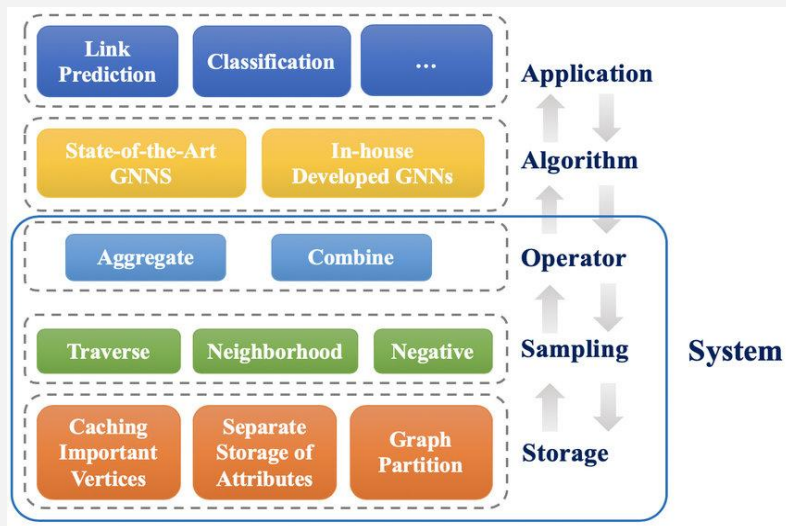 Link
Prediction
Classification
...
Application
State-of-the-Art
GNNS
In-house
Developed GNNs
Algorithm
Aggregate
Combine
Operator
Traverse
Neighborhood
Negative
Sampling
System
Caching
Important
Vertices
Separate
Storage of
Attributes
Graph
Partition
Storage